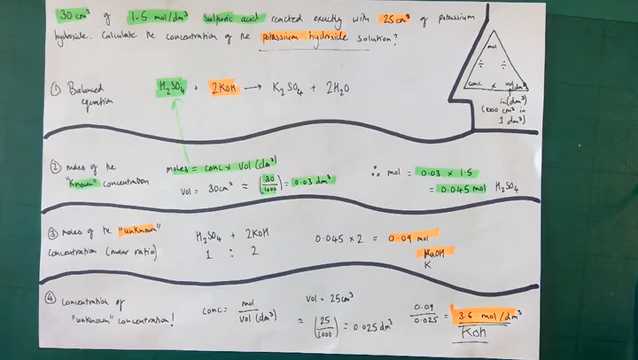 30 cm³ of 1.5 mol/dm³ sulfuric acid reacted exactly with 25cm³ of potassium
hydroxide. Calculate the concentration of the potassium hydroxide solution?
mol
÷ ÷
conc x vol
(dm³)
in(dm³)
(1000 cm³ in
1 dm³)
① Balanced
equation
H₂SO₄ + 2KOH → K₂SO₄ + 2H₂O
② moles of the
"known" concentration
moles = conc x vol (dm³)
vol = 30cm³ = (30/1000) = 0.03 dm³
∴ mol = 0.03 x 1.5
= 0.045 mol H₂SO₄
③ moles of the "unknown"
concentration (molar ratio)
H₂SO₄ + 2KOH
1 : 2
0.045 x 2 = 0.09 mol
NaOH
K
④ concentration of
"unknown" concentration!
conc = mol/vol (dm³)
vol = 25cm³
= (25/1000) = 0.025 dm³
0.09/0.025 = 3.6 mol/dm³
KOH